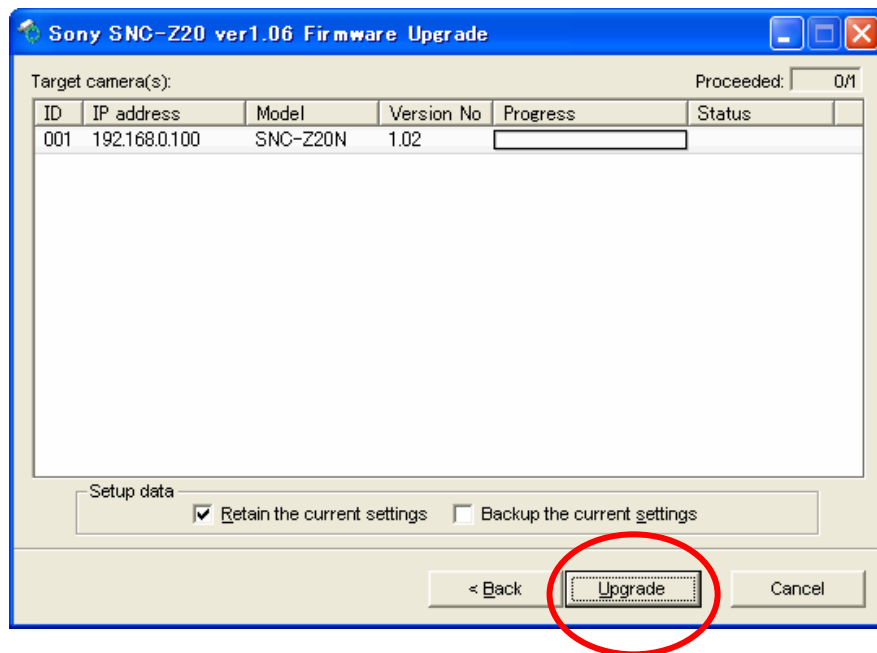 Sony SNC-Z20 ver1.06 Firmware Upgrade
Target camera(s): Proceeded: 0/1
ID IP address Model Version No Progress Status
001 192.168.0.100 SNC-Z20N 1.02
Setup data
Retain the current settings Backup the current settings
< Back Upgrade Cancel